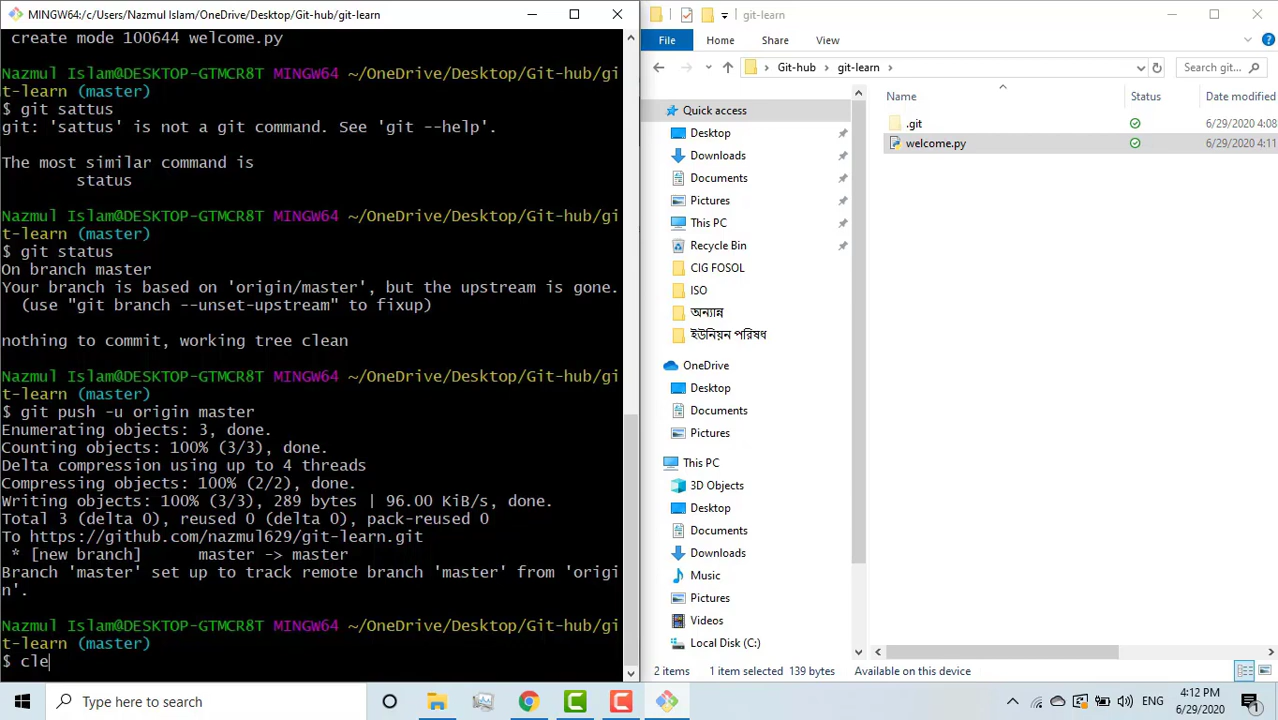 MINGW64:/c/Users/Nazmul Islam/OneDrive/Desktop/Git-hub/git-learn
create mode 100644 welcome.py
Nazmul Islam@DESKTOP-GTMCR8T MINGW64 ~/OneDrive/Desktop/Git-hub/gi
t-learn (master)
$ git sattus
git: 'sattus' is not a git command. See 'git --help'.
The most similar command is
status
Nazmul Islam@DESKTOP-GTMCR8T MINGW64 ~/OneDrive/Desktop/Git-hub/gi
t-learn (master)
$ git status
On branch master
Your branch is based on 'origin/master', but the upstream is gone.
(use "git branch --unset-upstream" to fixup)
nothing to commit, working tree clean
Nazmul Islam@DESKTOP-GTMCR8T MINGW64 ~/OneDrive/Desktop/Git-hub/gi
t-learn (master)
$ git push -u origin master
Enumerating objects: 3, done.
Counting objects: 100% (3/3), done.
Delta compression using up to 4 threads
Compressing objects: 100% (2/2), done.
Writing objects: 100% (3/3), 289 bytes | 96.00 KiB/s, done.
Total 3 (delta 0), reused 0 (delta 0), pack-reused 0
To https://github.com/nazmul629/git-learn.git
* [new branch] master -> master
Branch 'master' set up to track remote branch 'master' from 'origi
n'.
Nazmul Islam@DESKTOP-GTMCR8T MINGW64 ~/OneDrive/Desktop/Git-hub/gi
t-learn (master)
$ cle
git-learn
File Home Share View
Git-hub git-learn
Search git...
Quick access
Desktop
Downloads
Documents
Pictures
This PC
Recycle Bin
CIG FOSOL
ISO
অন্যান্ন
ইউনিয়ন পরিষধ
OneDrive
Desktop
Documents
Pictures
This PC
3D Objects
Desktop
Documents
Downloads
Music
Pictures
Videos
Local Disk (C:)
Name Status Date modified
.git 6/29/2020 4:08
welcome.py 6/29/2020 4:11
2 items 1 item selected 139 bytes Available on this device
Type here to search
ENG
4:12 PM
6/29/2020
1